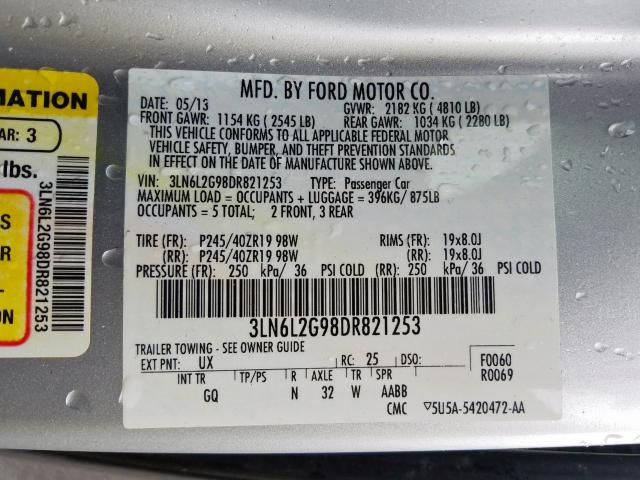 MATION
AR: 3
lbs.
S
R
-
ON
3LN6L2G98DR821253
MFD. BY FORD MOTOR CO.
DATE: 05/13 GVWR: 2182 KG ( 4810 LB)
FRONT GAWR: 1154 KG ( 2545 LB) REAR GAWR: 1034 KG ( 2280 LB)
THIS VEHICLE CONFORMS TO ALL APPLICABLE FEDERAL MOTOR
VEHICLE SAFETY, BUMPER, AND THEFT PREVENTION STANDARDS
IN EFFECT ON THE DATE OF MANUFACTURE SHOWN ABOVE.
VIN: 3LN6L2G98DR821253 TYPE: Passenger Car
MAXIMUM LOAD = OCCUPANTS + LUGGAGE = 396KG/ 875LB
OCCUPANTS = 5 TOTAL; 2 FRONT, 3 REAR
TIRE (FR): P245/40ZR19 98W RIMS (FR): 19x8.0J
(RR): P245/40ZR19 98W (RR): 19x8.0J
PRESSURE (FR): 250 kPa/ 36 PSI COLD (RR): 250 kPa/ 36 PSI COLD
3LN6L2G98DR821253
TRAILER TOWING - SEE OWNER GUIDE
EXT PNT: UX RC: 25 DSO: F0060
R0069
INT TR TP/PS R AXLE TR SPR
GQ N 32 W AABB
CMC ▽5U5A-5420472-AA